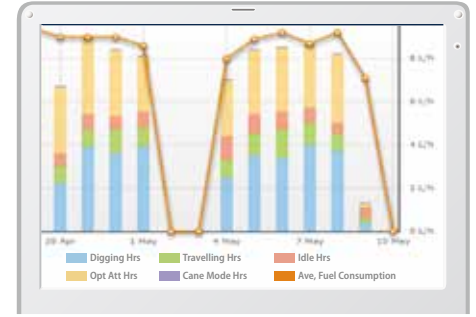 8 L/h
6 L/h
4 L/h
2 L/h
0 L/h
28 Apr 1 May 4 May 7 May 10 May
Digging Hrs Travelling Hrs Idle Hrs
Opt Att Hrs Cane Mode Hrs Ave, Fuel Consumption